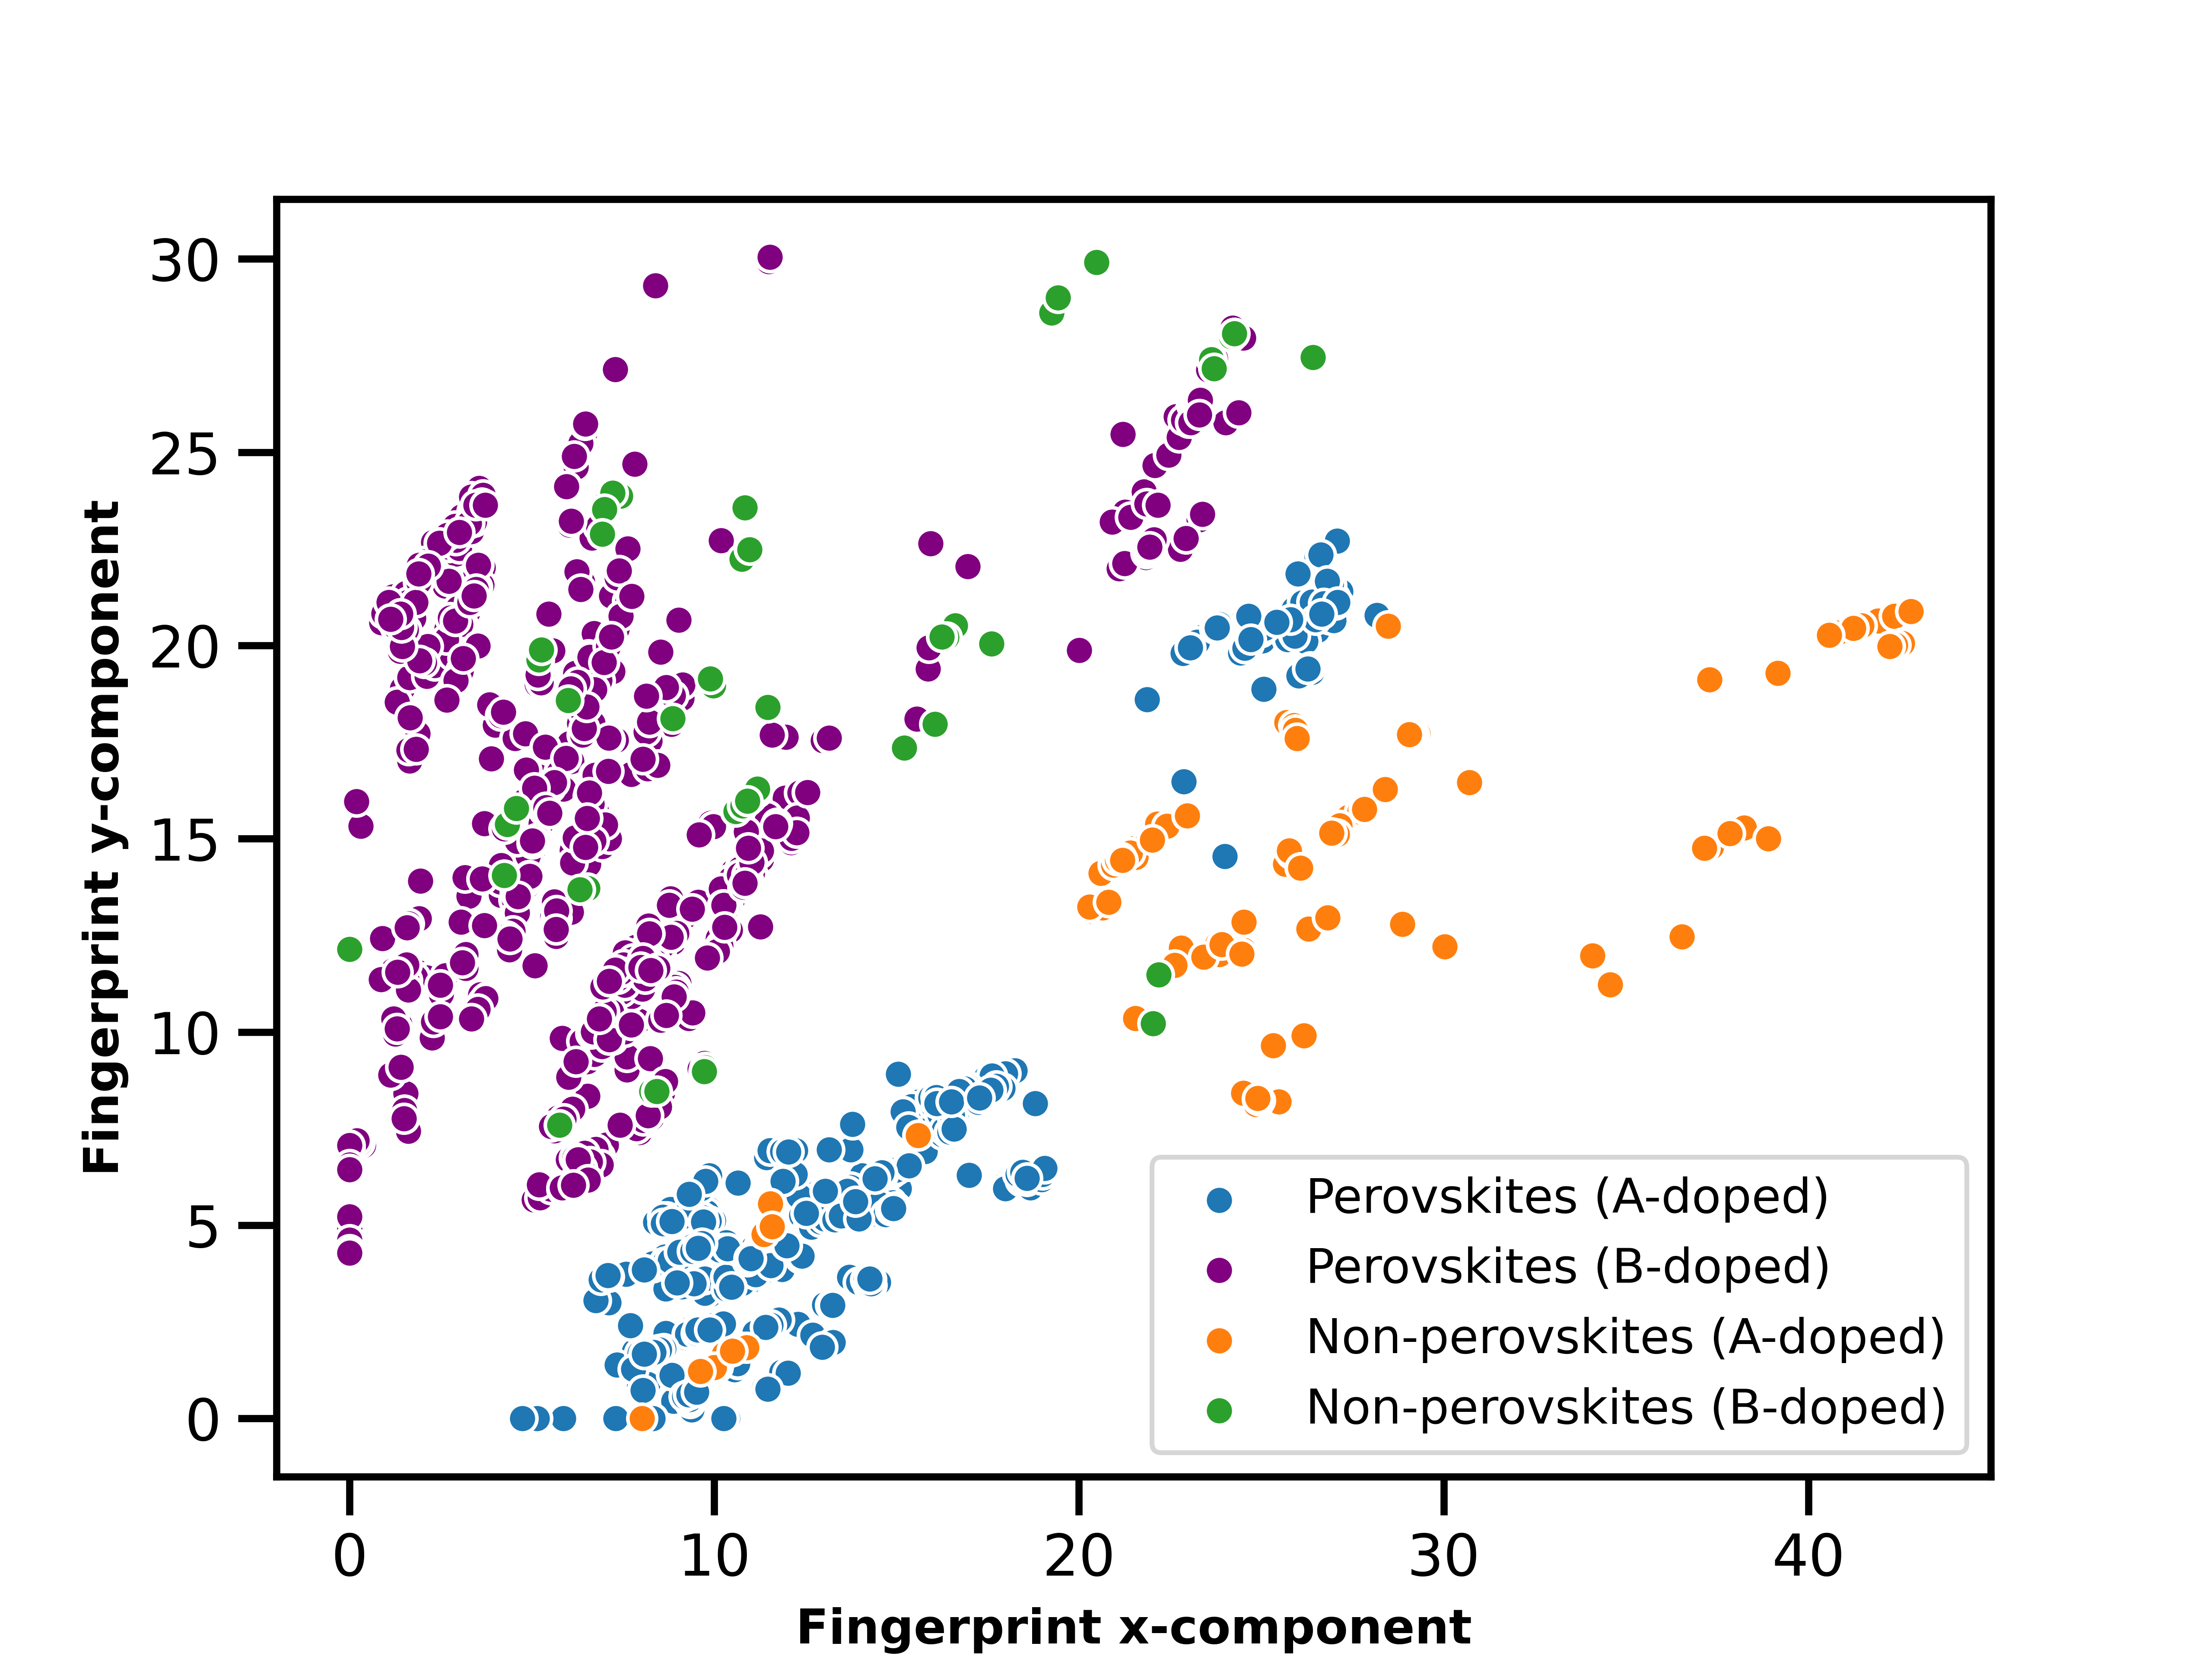 30
25
20
15
10
5
0
0 10 20 30 40
Fingerprint y-component
Fingerprint x-component
Perovskites (A-doped)
Perovskites (B-doped)
Non-perovskites (A-doped)
Non-perovskites (B-doped)